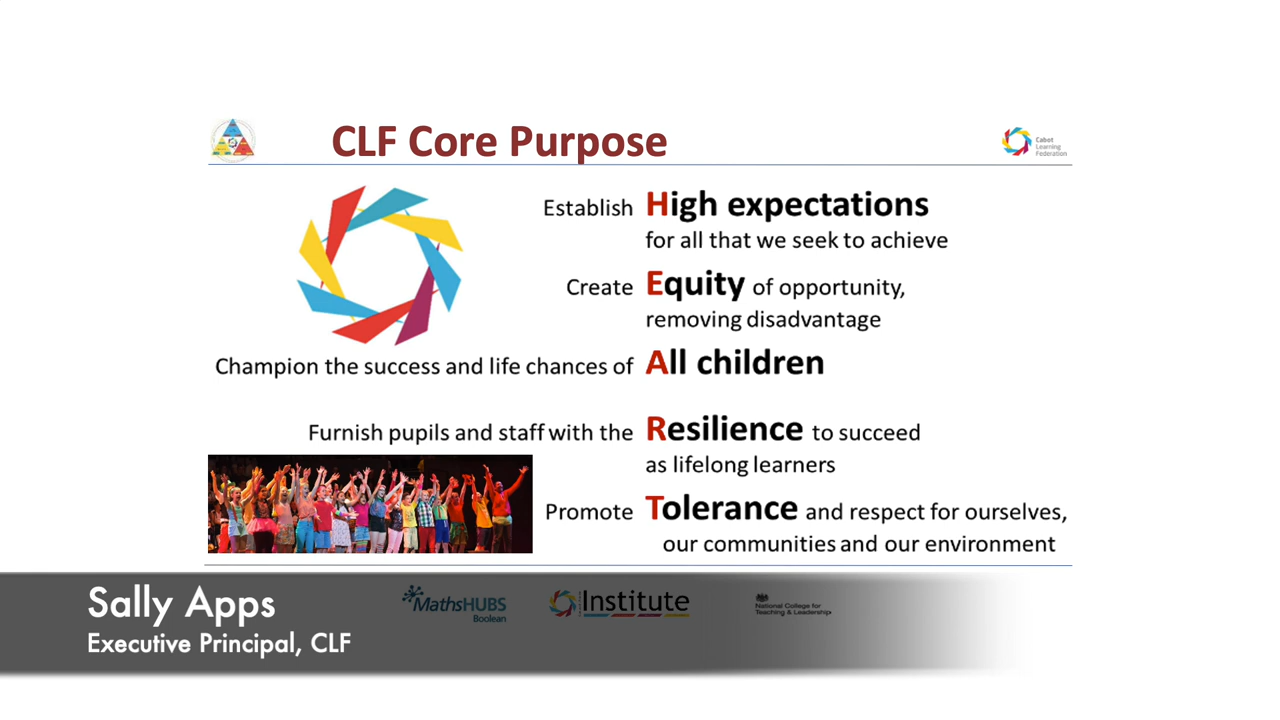 CLF Core Purpose
Cabot
Learning
Federation
Establish High expectations
for all that we seek to achieve
Create Equity of opportunity,
removing disadvantage
Champion the success and life chances of All children
Furnish pupils and staff with the Resilience to succeed
as lifelong learners
Promote Tolerance and respect for ourselves,
our communities and our environment
Sally Apps
Executive Principal, CLF
MathsHUBS
Boolean
Institute
National College for
Teaching & Leadership